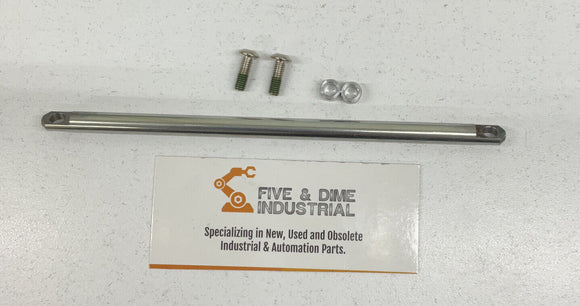 FIVE & DIME
INDUSTRIAL
Specializing in New, Used and Obsolete
Industrial & Automation Parts.